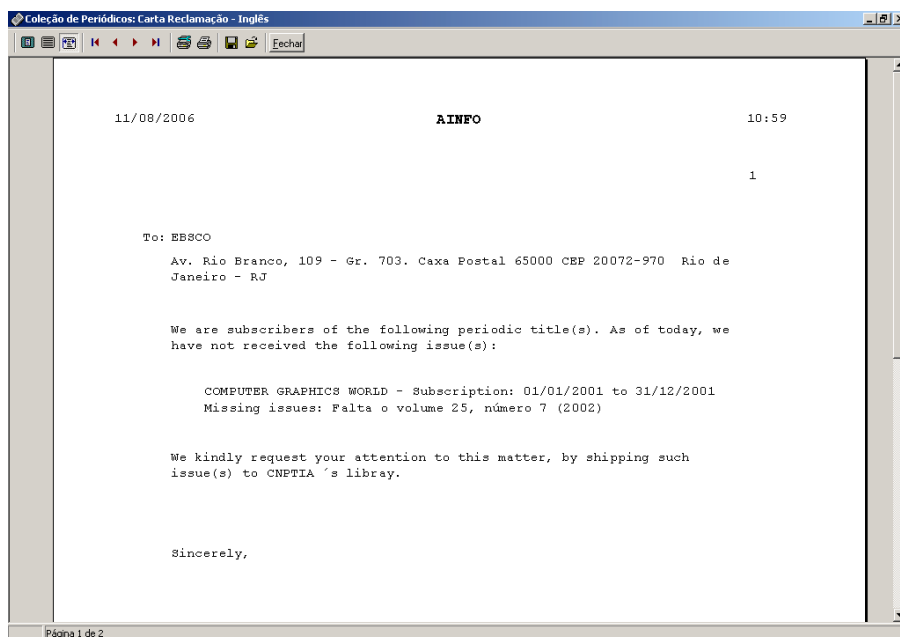 Coleção de Periódicos: Carta Reclamação - Inglês
Fechar
11/08/2006 AINFO 10:59
1
To: EBSCO
Av. Rio Branco, 109 - Gr. 703. Caxa Postal 65000 CEP 20072-970 Rio de
Janeiro - RJ
We are subscribers of the following periodic title(s). As of today, we
have not received the following issue(s):
COMPUTER GRAPHICS WORLD - Subscription: 01/01/2001 to 31/12/2001
Missing issues: Falta o volume 25, número 7 (2002)
We kindly request your attention to this matter, by shipping such
issue(s) to CNPTIA ´s libray.
Sincerely,
Página 1 de 2